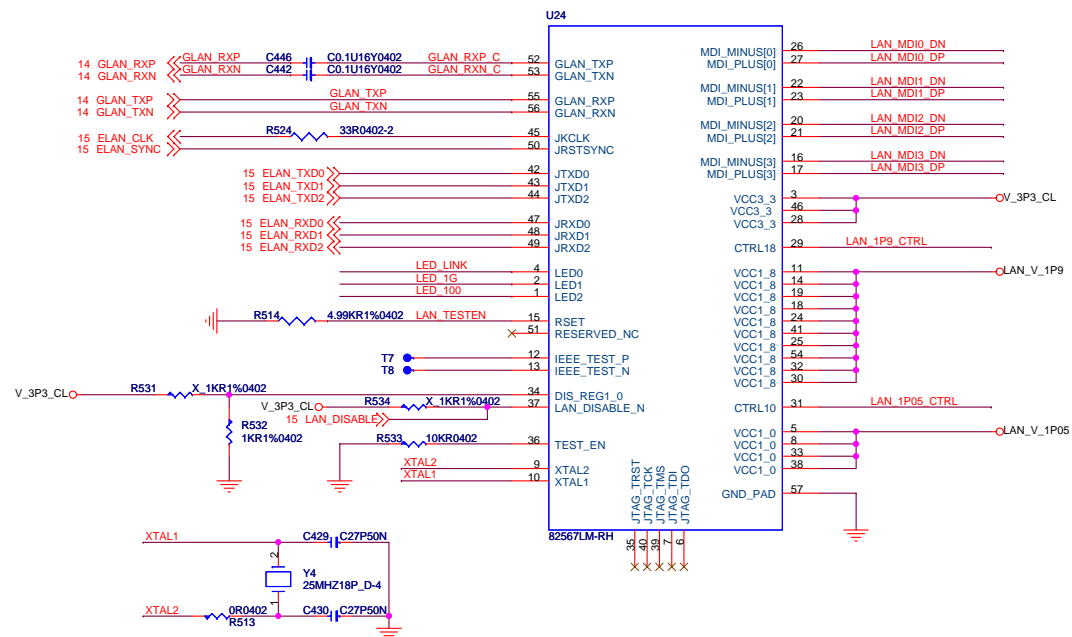 U24
14 GLAN_RXP GLAN_RXP C446 C0.1U16Y0402 GLAN_RXP_C 52 GLAN_TXP
14 GLAN_RXN GLAN_RXN C442 C0.1U16Y0402 GLAN_RXN_C 53 GLAN_TXN
14 GLAN_TXP GLAN_TXP 55 GLAN_RXP
14 GLAN_TXN GLAN_TXN 56 GLAN_RXN
15 ELAN_CLK R524 33R0402-2 45 JKCLK
15 ELAN_SYNC 50 JRSTSYNC
15 ELAN_TXD0 42 JTXD0
15 ELAN_TXD1 43 JTXD1
15 ELAN_TXD2 44 JTXD2
15 ELAN_RXD0 47 JRXD0
15 ELAN_RXD1 48 JRXD1
15 ELAN_RXD2 49 JRXD2
LED_LINK 4 LED0
LED_1G 2 LED1
LED_100 1 LED2
R514 4.99KR1%0402 LAN_TESTEN 15 RSET
51 RESERVED_NC
T7 12 IEEE_TEST_P
T8 13 IEEE_TEST_N
V_3P3_CL R531 X_1KR1%0402 34 DIS_REG1_0
V_3P3_CL R534 X_1KR1%0402 37 LAN_DISABLE_N
15 LAN_DISABLE
R532
1KR1%0402
R533 10KR0402 36 TEST_EN
XTAL2 9 XTAL2
XTAL1 10 XTAL1
MDI_MINUS[0] 26 LAN_MDI0_DN
MDI_PLUS[0] 27 LAN_MDI0_DP
MDI_MINUS[1] 22 LAN_MDI1_DN
MDI_PLUS[1] 23 LAN_MDI1_DP
MDI_MINUS[2] 20 LAN_MDI2_DN
MDI_PLUS[2] 21 LAN_MDI2_DP
MDI_MINUS[3] 16 LAN_MDI3_DN
MDI_PLUS[3] 17 LAN_MDI3_DP
VCC3_3 3 V_3P3_CL
VCC3_3 46
VCC3_3 28
CTRL18 29 LAN_1P9_CTRL
VCC1_8 11 LAN_V_1P9
VCC1_8 14
VCC1_8 19
VCC1_8 18
VCC1_8 24
VCC1_8 41
VCC1_8 25
VCC1_8 54
VCC1_8 32
VCC1_8 30
CTRL10 31 LAN_1P05_CTRL
VCC1_0 5 LAN_V_1P05
VCC1_0 8
VCC1_0 33
VCC1_0 38
GND_PAD 57
JTAG_TRST 35
JTAG_TCK 40
JTAG_TMS 39
JTAG_TDI 7
JTAG_TDO 6
82567LM-RH
XTAL1 C429 C27P50N
2
Y4
25MHZ18P_D-4
1
XTAL2 0R0402 C430 C27P50N
R513